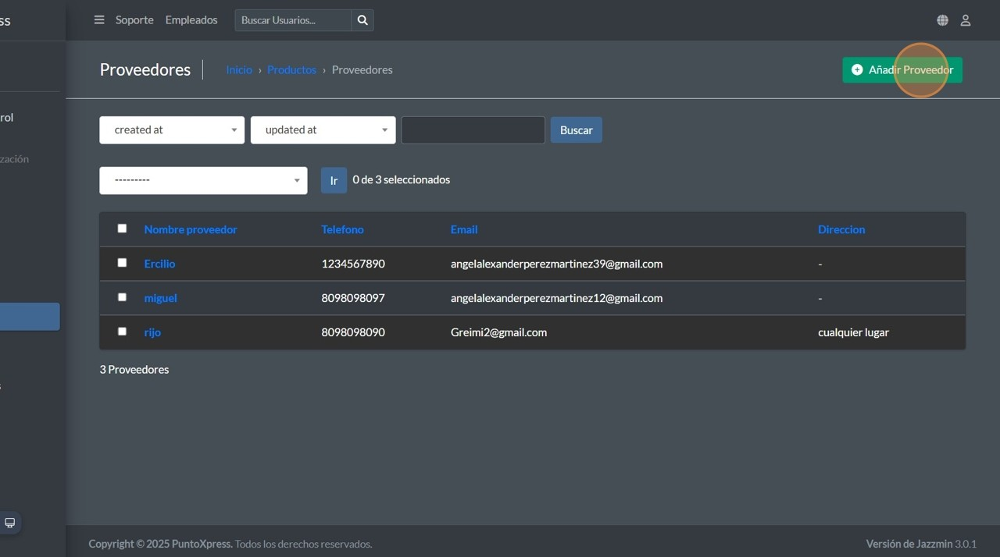 ss
Soporte Empleados Buscar Usuarios...
Proveedores Inicio › Productos › Proveedores Añadir Proveedor
rol
created at updated at Buscar
zación
--------- Ir 0 de 3 seleccionados
Nombre proveedor Telefono Email Direccion
Ercilio 1234567890 angelalexanderperezmartinez39@gmail.com -
miguel 8098098097 angelalexanderperezmartinez12@gmail.com -
rijo 8098098090 Greimi2@gmail.com cualquier lugar
3 Proveedores
s
Copyright © 2025 PuntoXpress. Todos los derechos reservados. Versión de Jazzmin 3.0.1